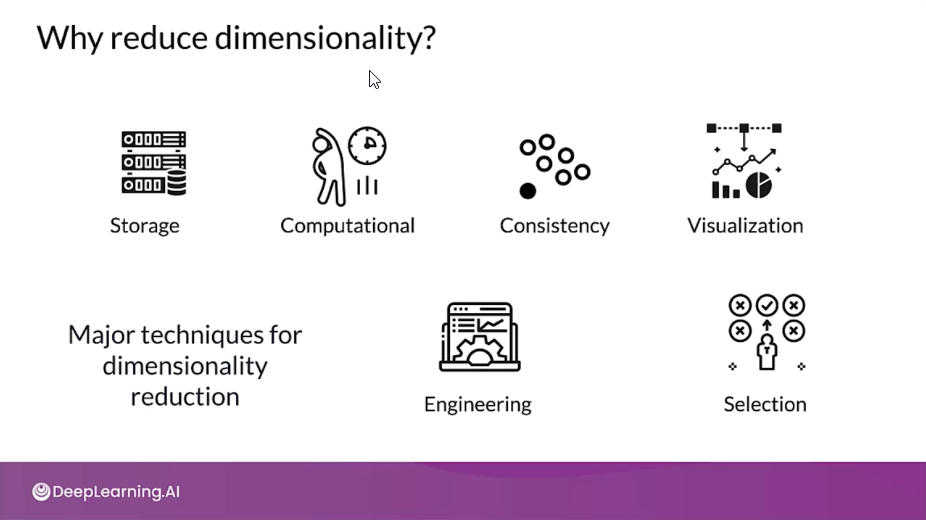 Why reduce dimensionality?
Storage
Computational
Consistency
Visualization
Major techniques for
dimensionality
reduction
Engineering
Selection
DeepLearning.AI